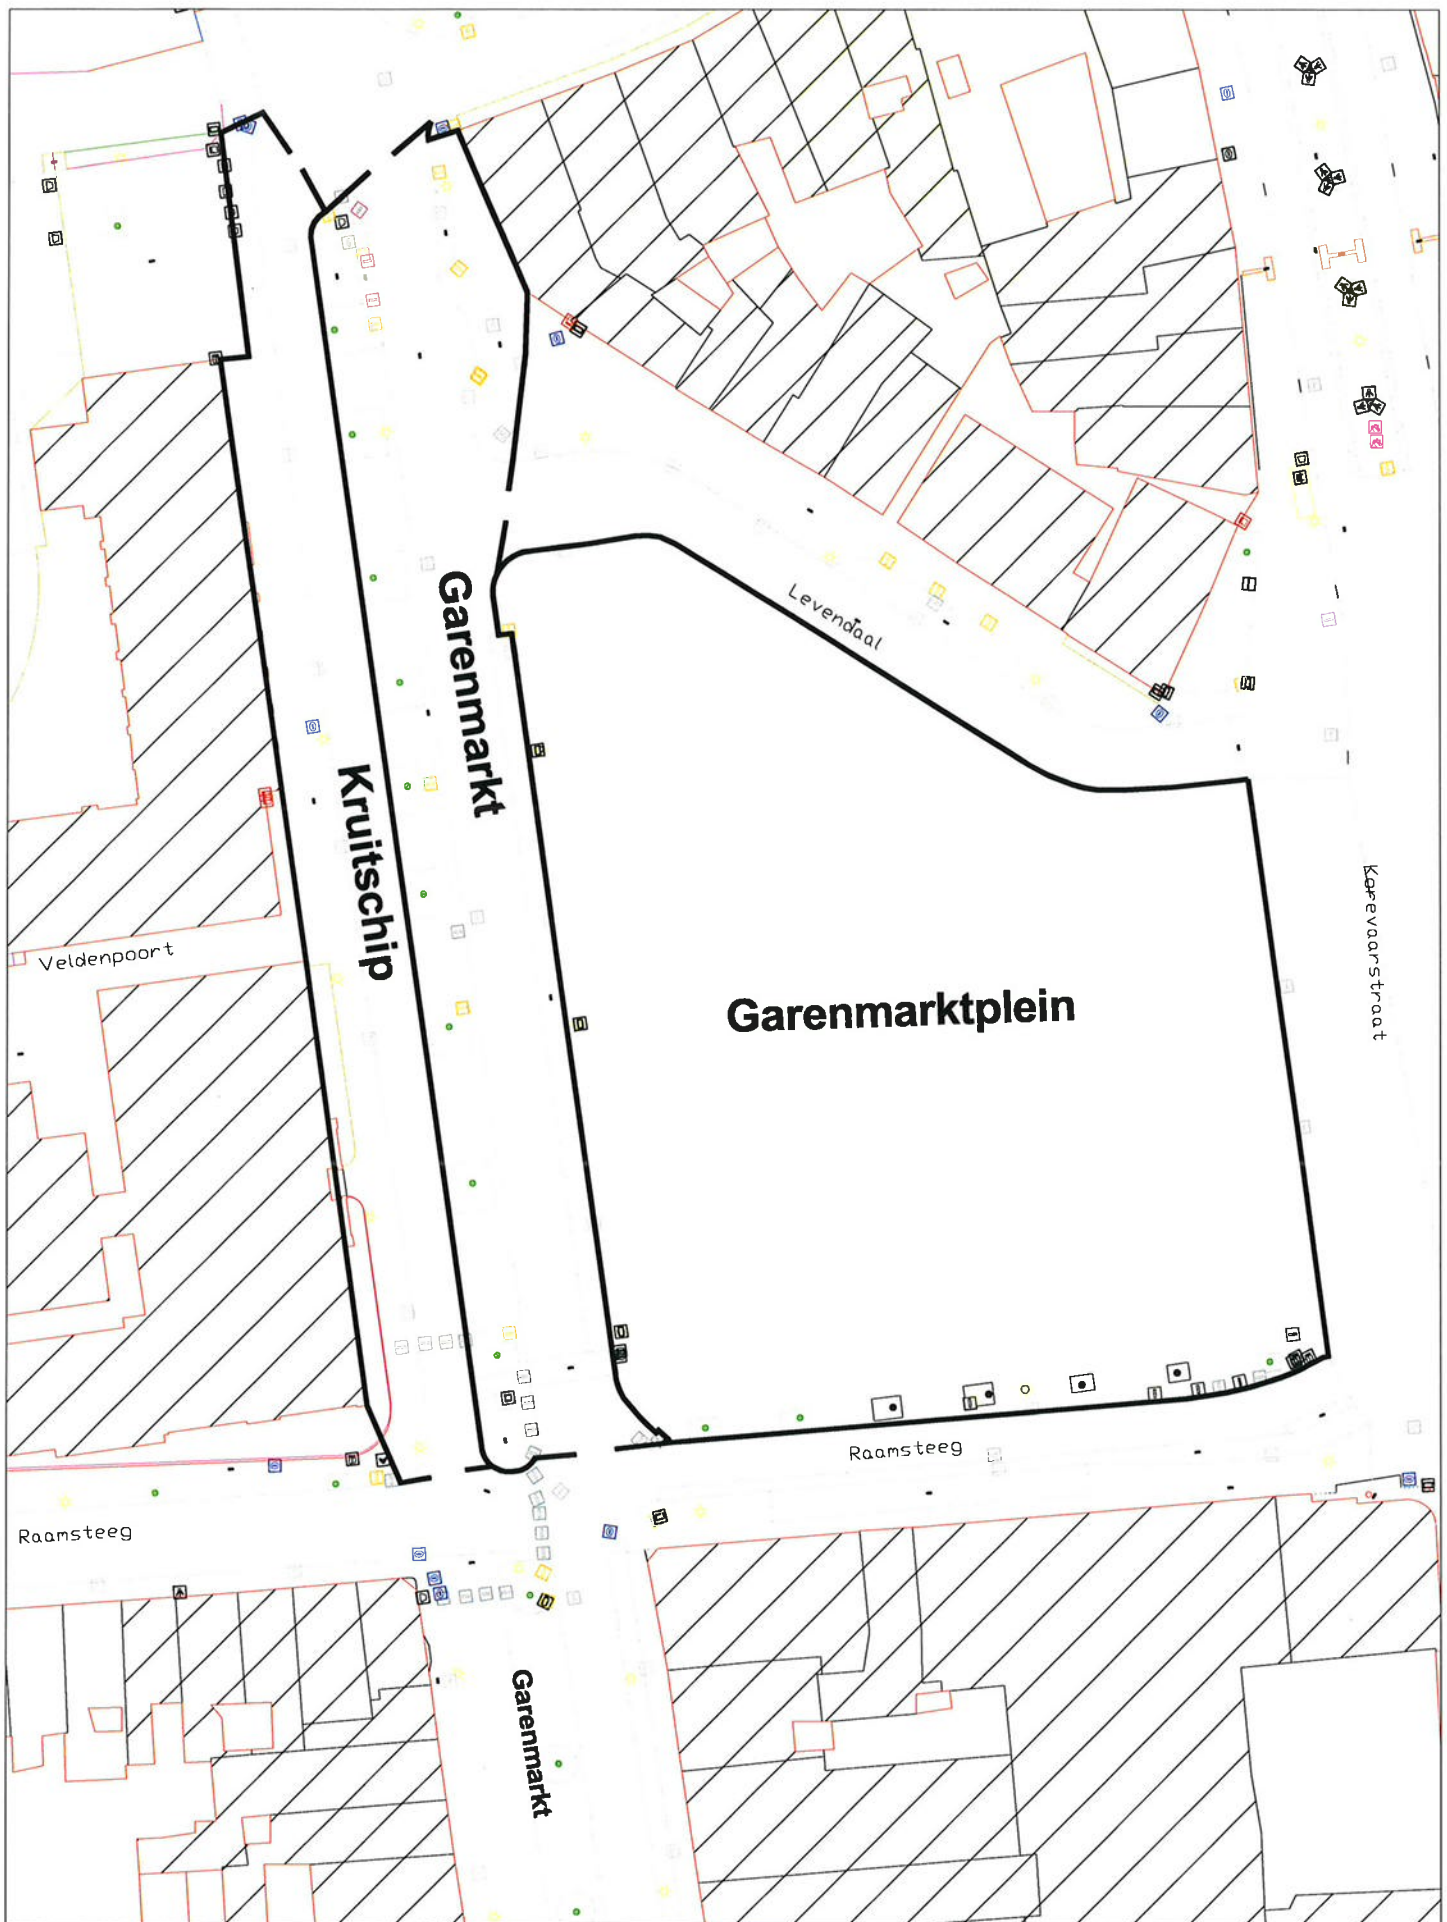 Levendaal
Garenmarkt
Kruitschip
Korevaarstraat
Veldenpoort
Garenmarktplein
Raamsteeg
Raamsteeg
Garenmarkt